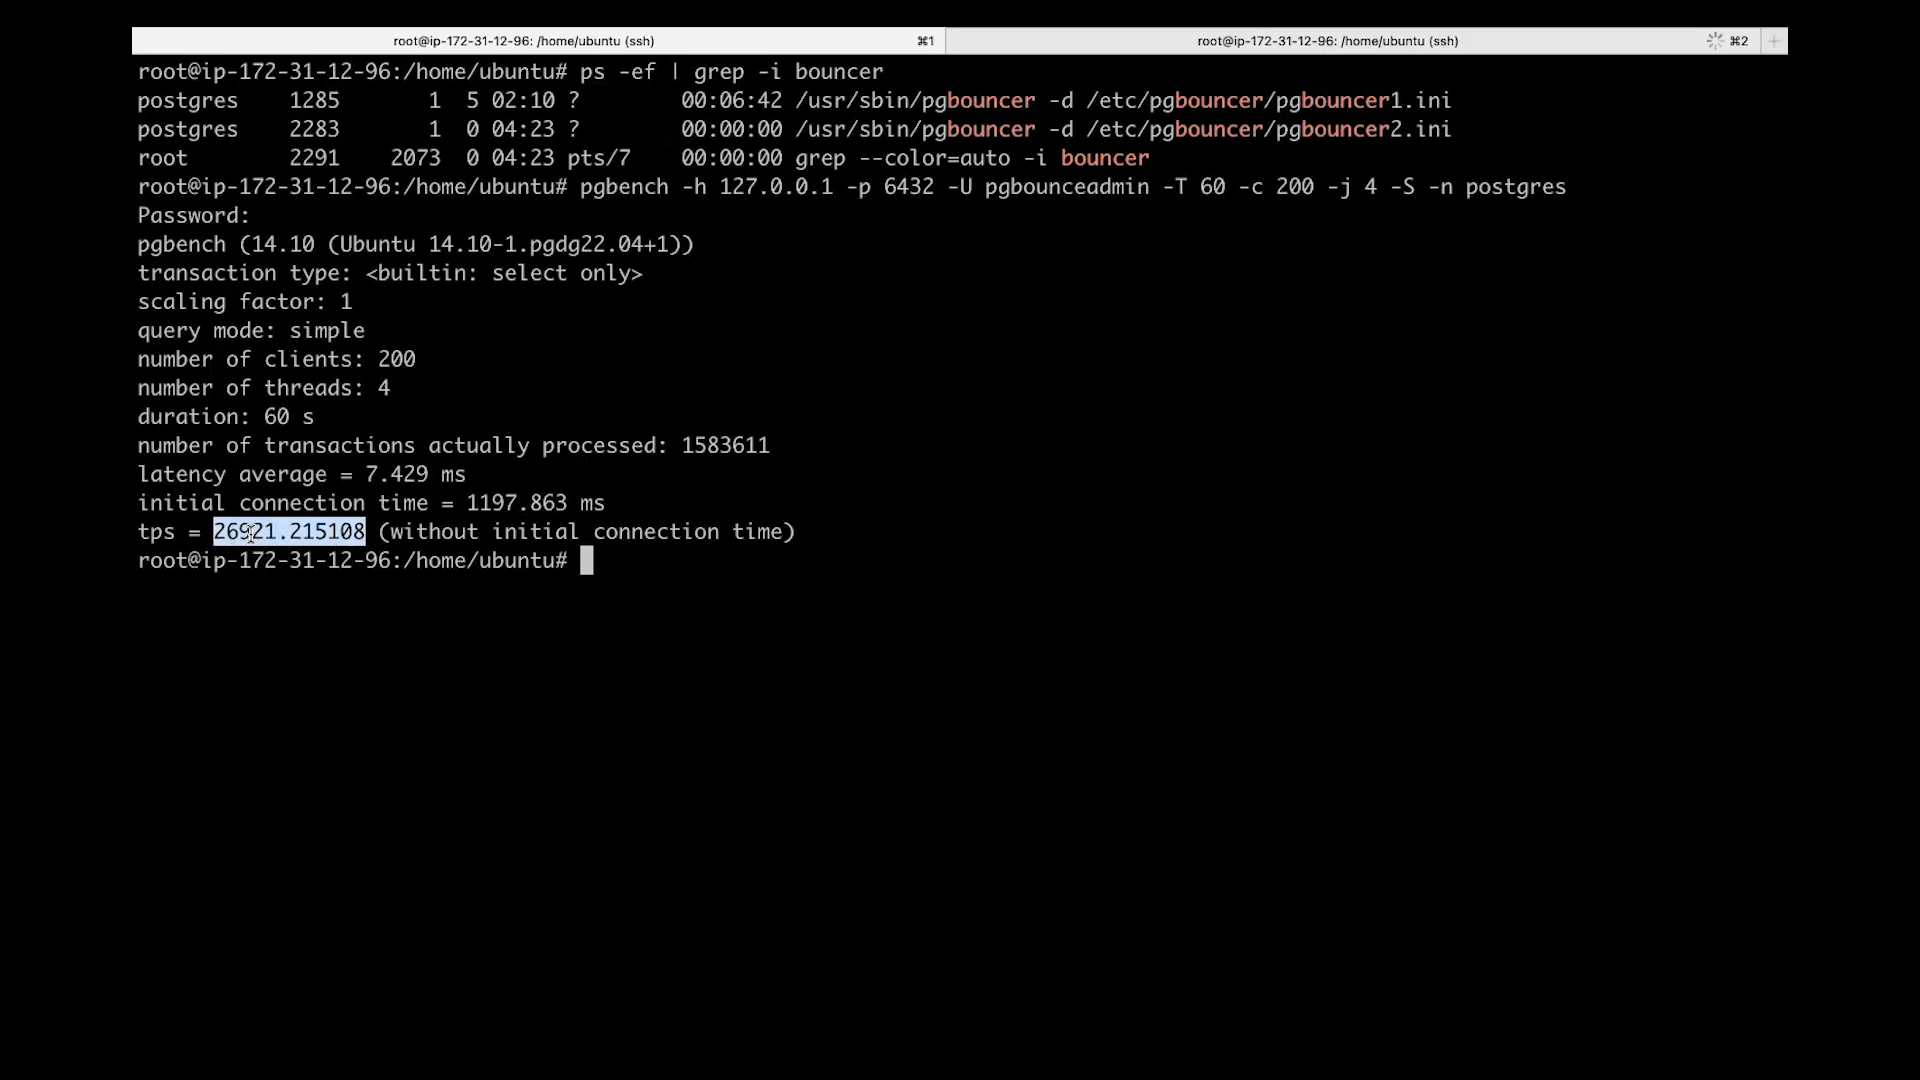 root@ip-172-31-12-96: /home/ubuntu (ssh) ⌘1 root@ip-172-31-12-96: /home/ubuntu (ssh) ⌘2 +
root@ip-172-31-12-96:/home/ubuntu# ps -ef | grep -i bouncer
postgres    1285       1  5 02:10 ?        00:06:42 /usr/sbin/pgbouncer -d /etc/pgbouncer/pgbouncer1.ini
postgres    2283       1  0 04:23 ?        00:00:00 /usr/sbin/pgbouncer -d /etc/pgbouncer/pgbouncer2.ini
root        2291    2073  0 04:23 pts/7    00:00:00 grep --color=auto -i bouncer
root@ip-172-31-12-96:/home/ubuntu# pgbench -h 127.0.0.1 -p 6432 -U pgbounceadmin -T 60 -c 200 -j 4 -S -n postgres
Password:
pgbench (14.10 (Ubuntu 14.10-1.pgdg22.04+1))
transaction type: <builtin: select only>
scaling factor: 1
query mode: simple
number of clients: 200
number of threads: 4
duration: 60 s
number of transactions actually processed: 1583611
latency average = 7.429 ms
initial connection time = 1197.863 ms
tps = 26921.215108 (without initial connection time)
root@ip-172-31-12-96:/home/ubuntu#